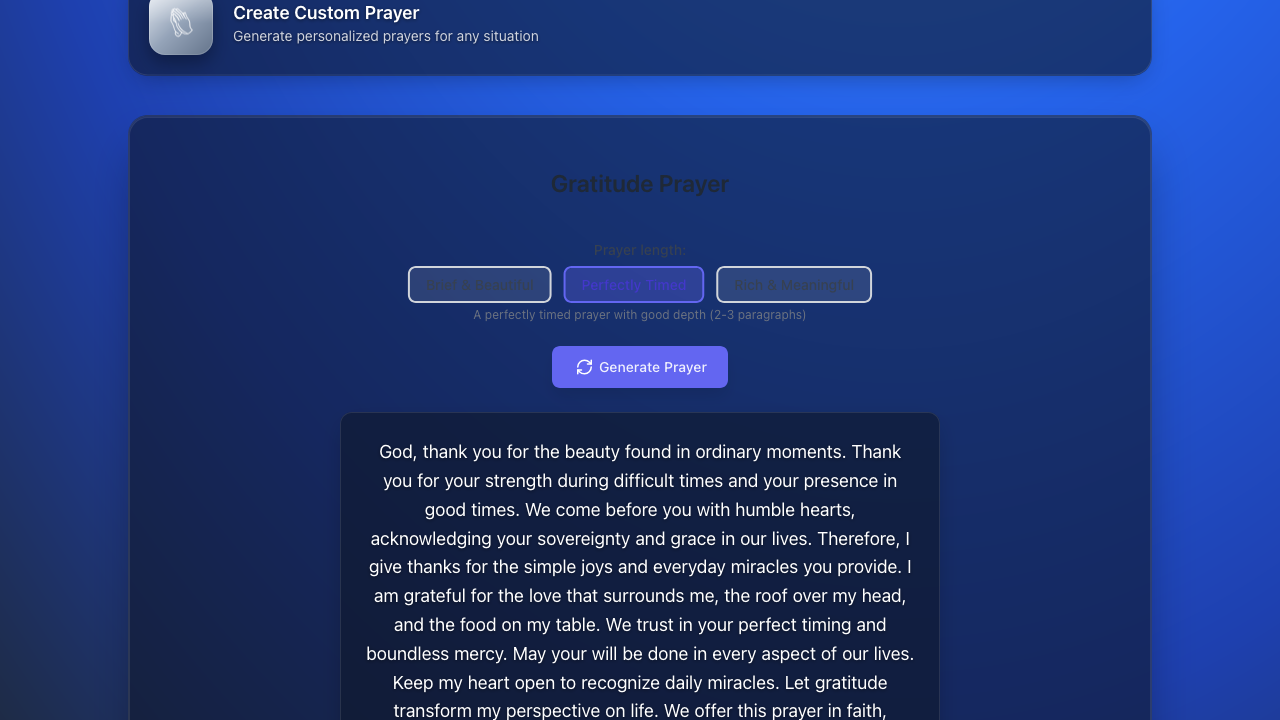 Create Custom Prayer
Generate personalized prayers for any situation
Gratitude Prayer
Prayer length:
Perfectly Timed
Rich & Meaningful
A perfectly timed prayer with good depth (2-3 paragraphs)
Generate Prayer
God, thank you for the beauty found in ordinary moments. Thank
you for your strength during difficult times and your presence in
good times. We come before you with humble hearts,
acknowledging your sovereignty and grace in our lives. Therefore, I
give thanks for the simple joys and everyday miracles you provide. I
am grateful for the love that surrounds me, the roof over my head,
and the food on my table. We trust in your perfect timing and
boundless mercy. May your will be done in every aspect of our lives.
Keep my heart open to recognize daily miracles. Let gratitude
transform my perspective on life. We offer this prayer in faith,